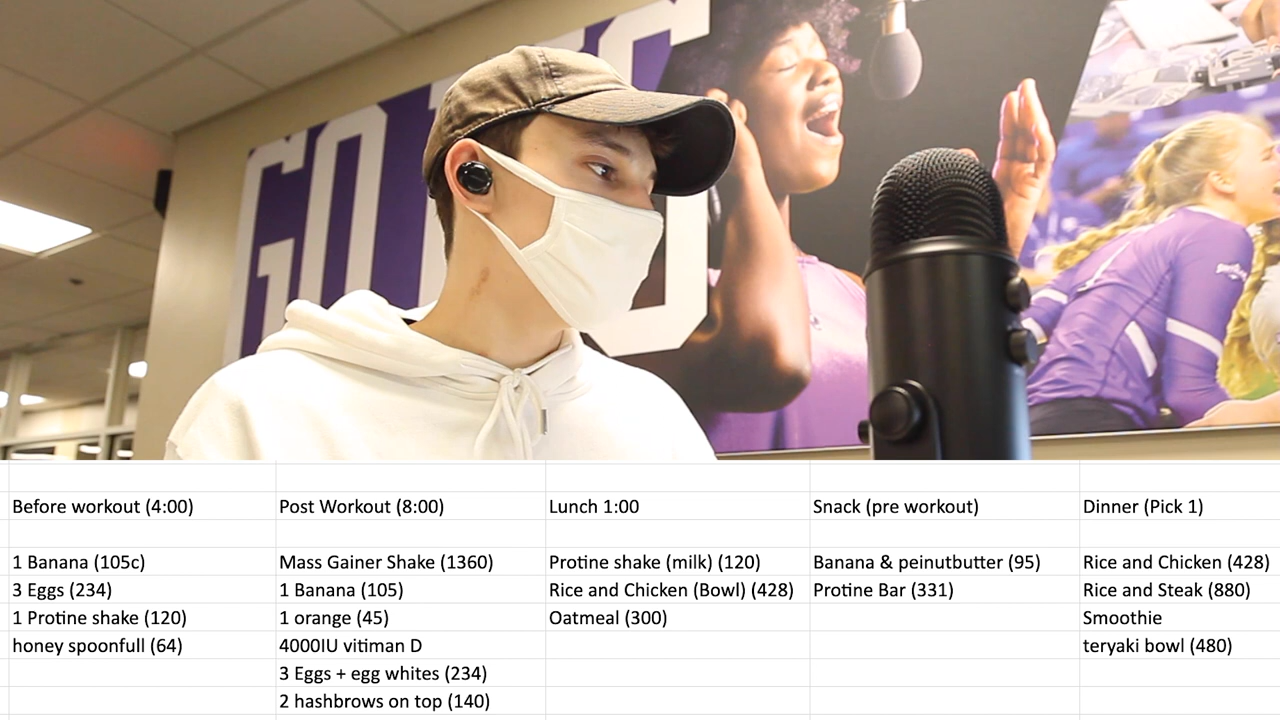 GO
Before workout (4:00)
Post Workout (8:00)
Lunch 1:00
Snack (pre workout)
Dinner (Pick 1)
1 Banana (105c)
Mass Gainer Shake (1360)
Protine shake (milk) (120)
Banana & peinutbutter (95)
Rice and Chicken (428)
3 Eggs (234)
1 Banana (105)
Rice and Chicken (Bowl) (428)
Protine Bar (331)
Rice and Steak (880)
1 Protine shake (120)
1 orange (45)
Oatmeal (300)
Smoothie
honey spoonfull (64)
4000IU vitiman D
teryaki bowl (480)
3 Eggs + egg whites (234)
2 hashbrows on top (140)